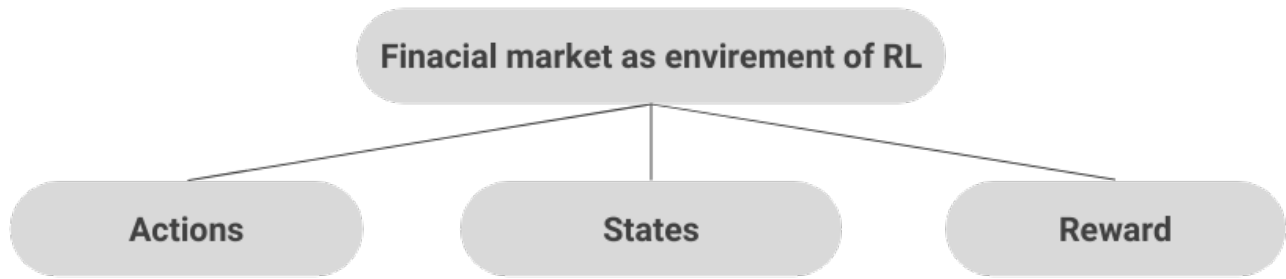 Finacial market as envirement of RL
Actions
States
Reward